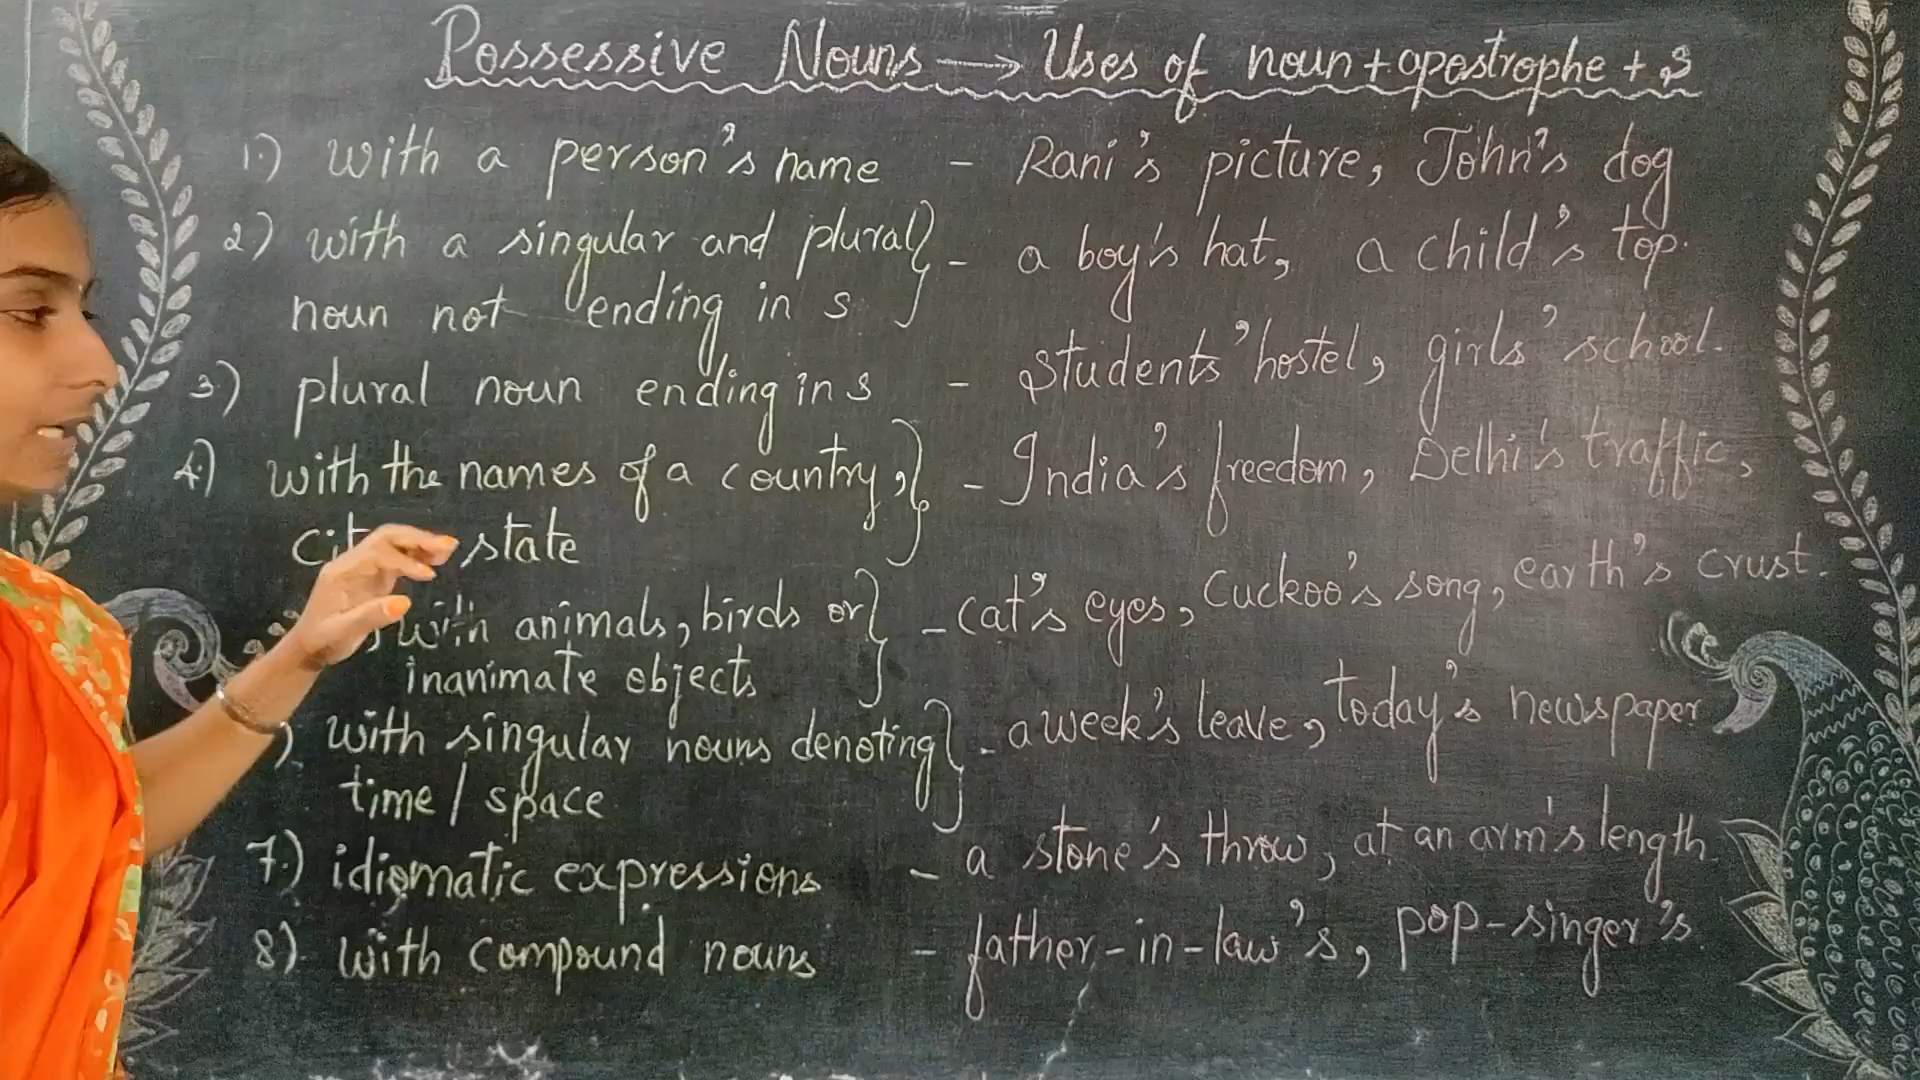 Possessive Nouns → Uses of noun + apostrophe + s
1.) with a person's name - Rani's picture, John's dog
2) with a singular and plural } - a boy's hat, a child's top.
noun not ending in s
3.) plural noun ending in s - students' hostel, girls' school.
4.) with the names of a country, } - India's freedom, Delhi's traffic,
state
with animals, birds or } - cat's eyes, Cuckoo's song, earth's crust.
inanimate objects
) with singular nouns denoting } - a week's leave, today's newspaper
time / space
7.) idiomatic expressions - a stone's throw, at an arm's length
8) with compound nouns - father-in-law's, pop-singer's.